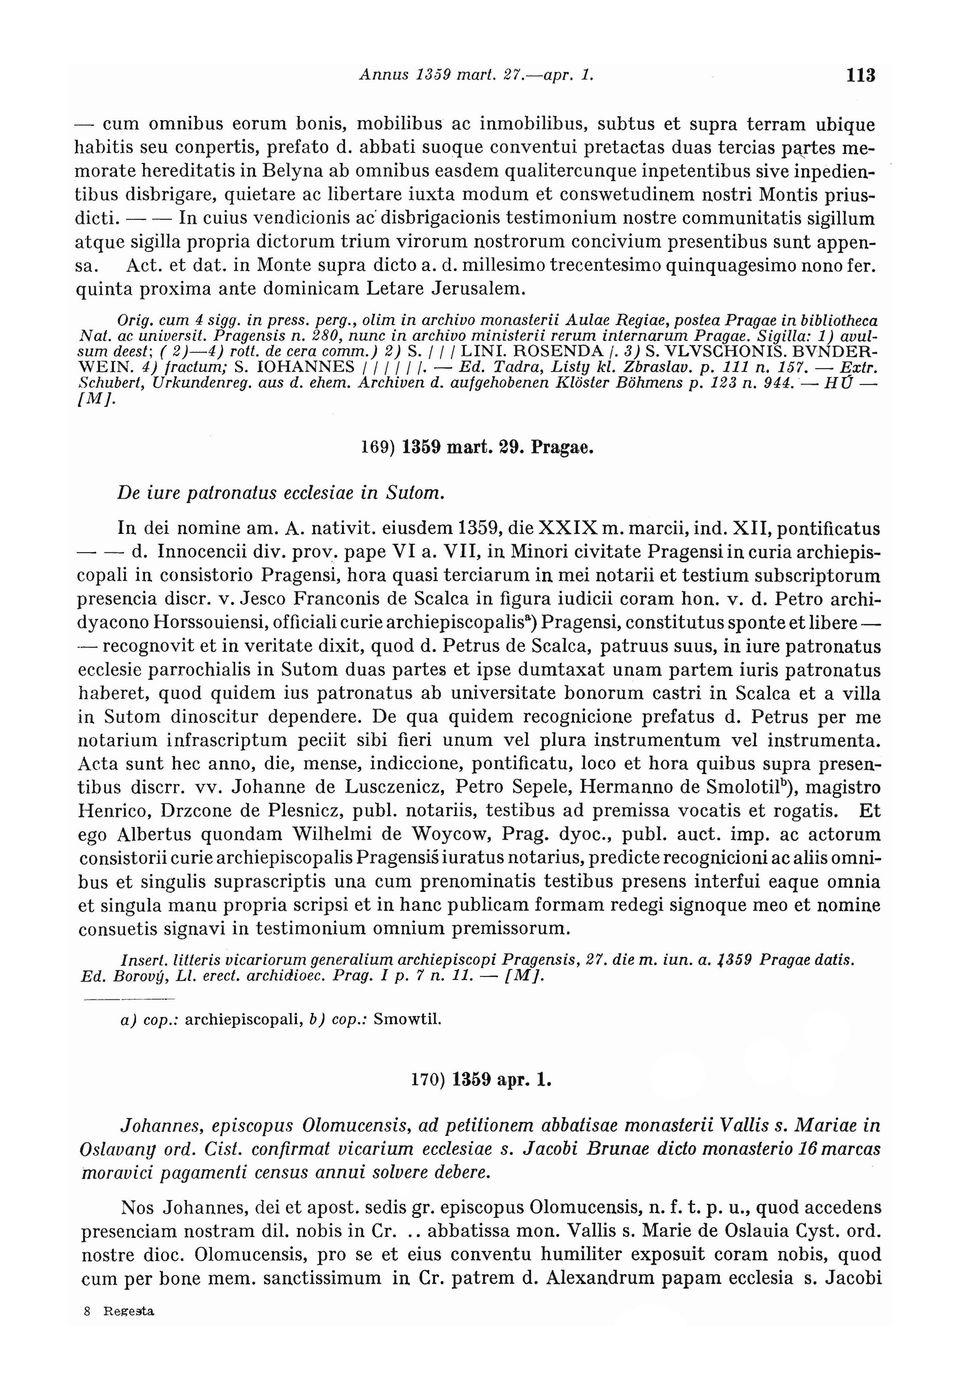 Annus 1359 mart. 27.—apr. 1. 113
— cum omnibus eorum bonis, mobilibus ac inmobilibus, subtus et supra terram ubique
habitis seu conpertis, prefato d. abbati suoque conventui pretactas duas tercias partes me-
morate hereditatis in Belyna ab omnibus easdem qualitercunque inpetentibus sive inpedien-
tibus disbrigare, quietare ac libertare iuxta modum et conswetudinem nostri Montis prius-
dicti. — — In cuius vendicionis ac disbrigacionis testimonium nostre communitatis sigillum
atque sigilla propria dictorum trium virorum nostrorum concivium presentibus sunt appen-
sa. Act. et dat. in Monte supra dicto a. d. millesimo trecentesimo quinquagesimo nono fer.
quinta proxima ante dominicam Letare Jerusalem.
Orig. cum 4 sigg. in press. perg., olim in archivo monasterii Aulae Regiae, postea Pragae in bibliotheca
Nat. ac universit. Pragensis n. 280, nunc in archivo ministerii rerum internarum Pragae. Sigilla: 1) avul-
sum deest; ( 2)—4) rott. de cera comm.) 2) S. / / / LINI. ROSENDA /. 3) S. VLVSCHONIS. BVNDER-
WEIN. 4) fractum; S. IOHANNES / / / / / /. — Ed. Tadra, Listy kl. Zbraslav. p. 111 n. 157. — Extr.
Schubert, Urkundenreg. aus d. ehem. Archiven d. aufgehobenen Klöster Böhmens p. 123 n. 944. — HÚ —
[M].
169) 1359 mart. 29. Pragae.
De iure patronatus ecclesiae in Sutom.
In dei nomine am. A. nativit. eiusdem 1359, die XXIX m. marcii, ind. XII, pontificatus
— — d. Innocencii div. prov. pape VI a. VII, in Minori civitate Pragensi in curia archiepis-
copali in consistorio Pragensi, hora quasi terciarum in mei notarii et testium subscriptorum
presencia discr. v. Jesco Franconis de Scalca in figura iudicii coram hon. v. d. Petro archi-
dyacono Horssouiensi, officiali curie archiepiscopalisa) Pragensi, constitutus sponte et libere —
— recognovit et in veritate dixit, quod d. Petrus de Scalca, patruus suus, in iure patronatus
ecclesie parrochialis in Sutom duas partes et ipse dumtaxat unam partem iuris patronatus
haberet, quod quidem ius patronatus ab universitate bonorum castri in Scalca et a villa
in Sutom dinoscitur dependere. De qua quidem recognicione prefatus d. Petrus per me
notarium infrascriptum peciit sibi fieri unum vel plura instrumentum vel instrumenta.
Acta sunt hec anno, die, mense, indiccione, pontificatu, loco et hora quibus supra presen-
tibus discrr. vv. Johanne de Lusczenicz, Petro Sepele, Hermanno de Smolotilb), magistro
Henrico, Drzcone de Plesnicz, publ. notariis, testibus ad premissa vocatis et rogatis. Et
ego Albertus quondam Wilhelmi de Woycow, Prag. dyoc., publ. auct. imp. ac actorum
consistorii curie archiepiscopalis Pragensis iuratus notarius, predicte recognicioni ac aliis omni-
bus et singulis suprascriptis una cum prenominatis testibus presens interfui eaque omnia
et singula manu propria scripsi et in hanc publicam formam redegi signoque meo et nomine
consuetis signavi in testimonium omnium premissorum.
Insert. litteris vicariorum generalium archiepiscopi Pragensis, 27. die m. iun. a. 1359 Pragae datis.
Ed. Borový, Ll. erect. archidioec. Prag. I p. 7 n. 11. — [M].
a) cop.: archiepiscopali, b) cop.: Smowtil.
170) 1359 apr. 1.
Johannes, episcopus Olomucensis, ad petitionem abbatisae monasterii Vallis s. Mariae in
Oslavany ord. Cist. confirmat vicarium ecclesiae s. Jacobi Brunae dicto monasterio 16 marcas
moravici pagamenti census annui solvere debere.
Nos Johannes, dei et apost. sedis gr. episcopus Olomucensis, n. f. t. p. u., quod accedens
presenciam nostram dil. nobis in Cr. .. abbatissa mon. Vallis s. Marie de Oslauia Cyst. ord.
nostre dioc. Olomucensis, pro se et eius conventu humiliter exposuit coram nobis, quod
cum per bone mem. sanctissimum in Cr. patrem d. Alexandrum papam ecclesia s. Jacobi
8 Regesta